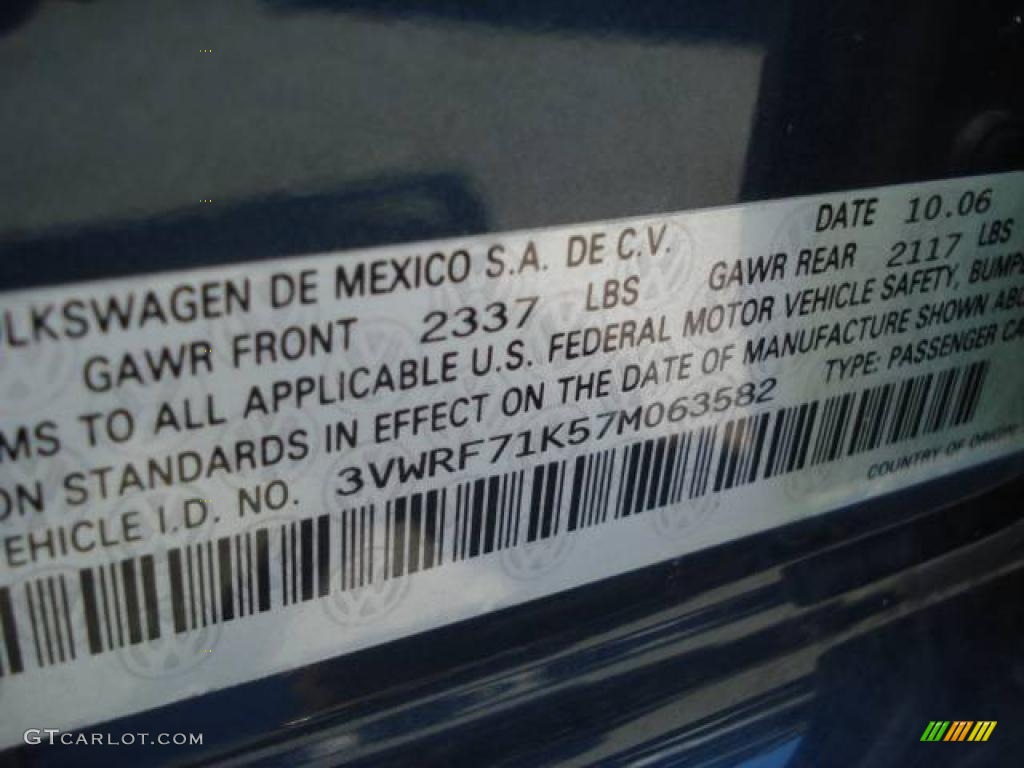 OLKSWAGEN DE MEXICO S.A. DE C.V. DATE 10.06
GAWR FRONT 2337 LBS GAWR REAR 2117 LBS
MS TO ALL APPLICABLE U.S. FEDERAL MOTOR VEHICLE SAFETY, BUMPE
ON STANDARDS IN EFFECT ON THE DATE OF MANUFACTURE SHOWN ABO
EHICLE I.D. NO. 3VWRF71K57M063582 TYPE: PASSENGER CA
COUNTRY OF ORIGIN
GTCARLOT.COM